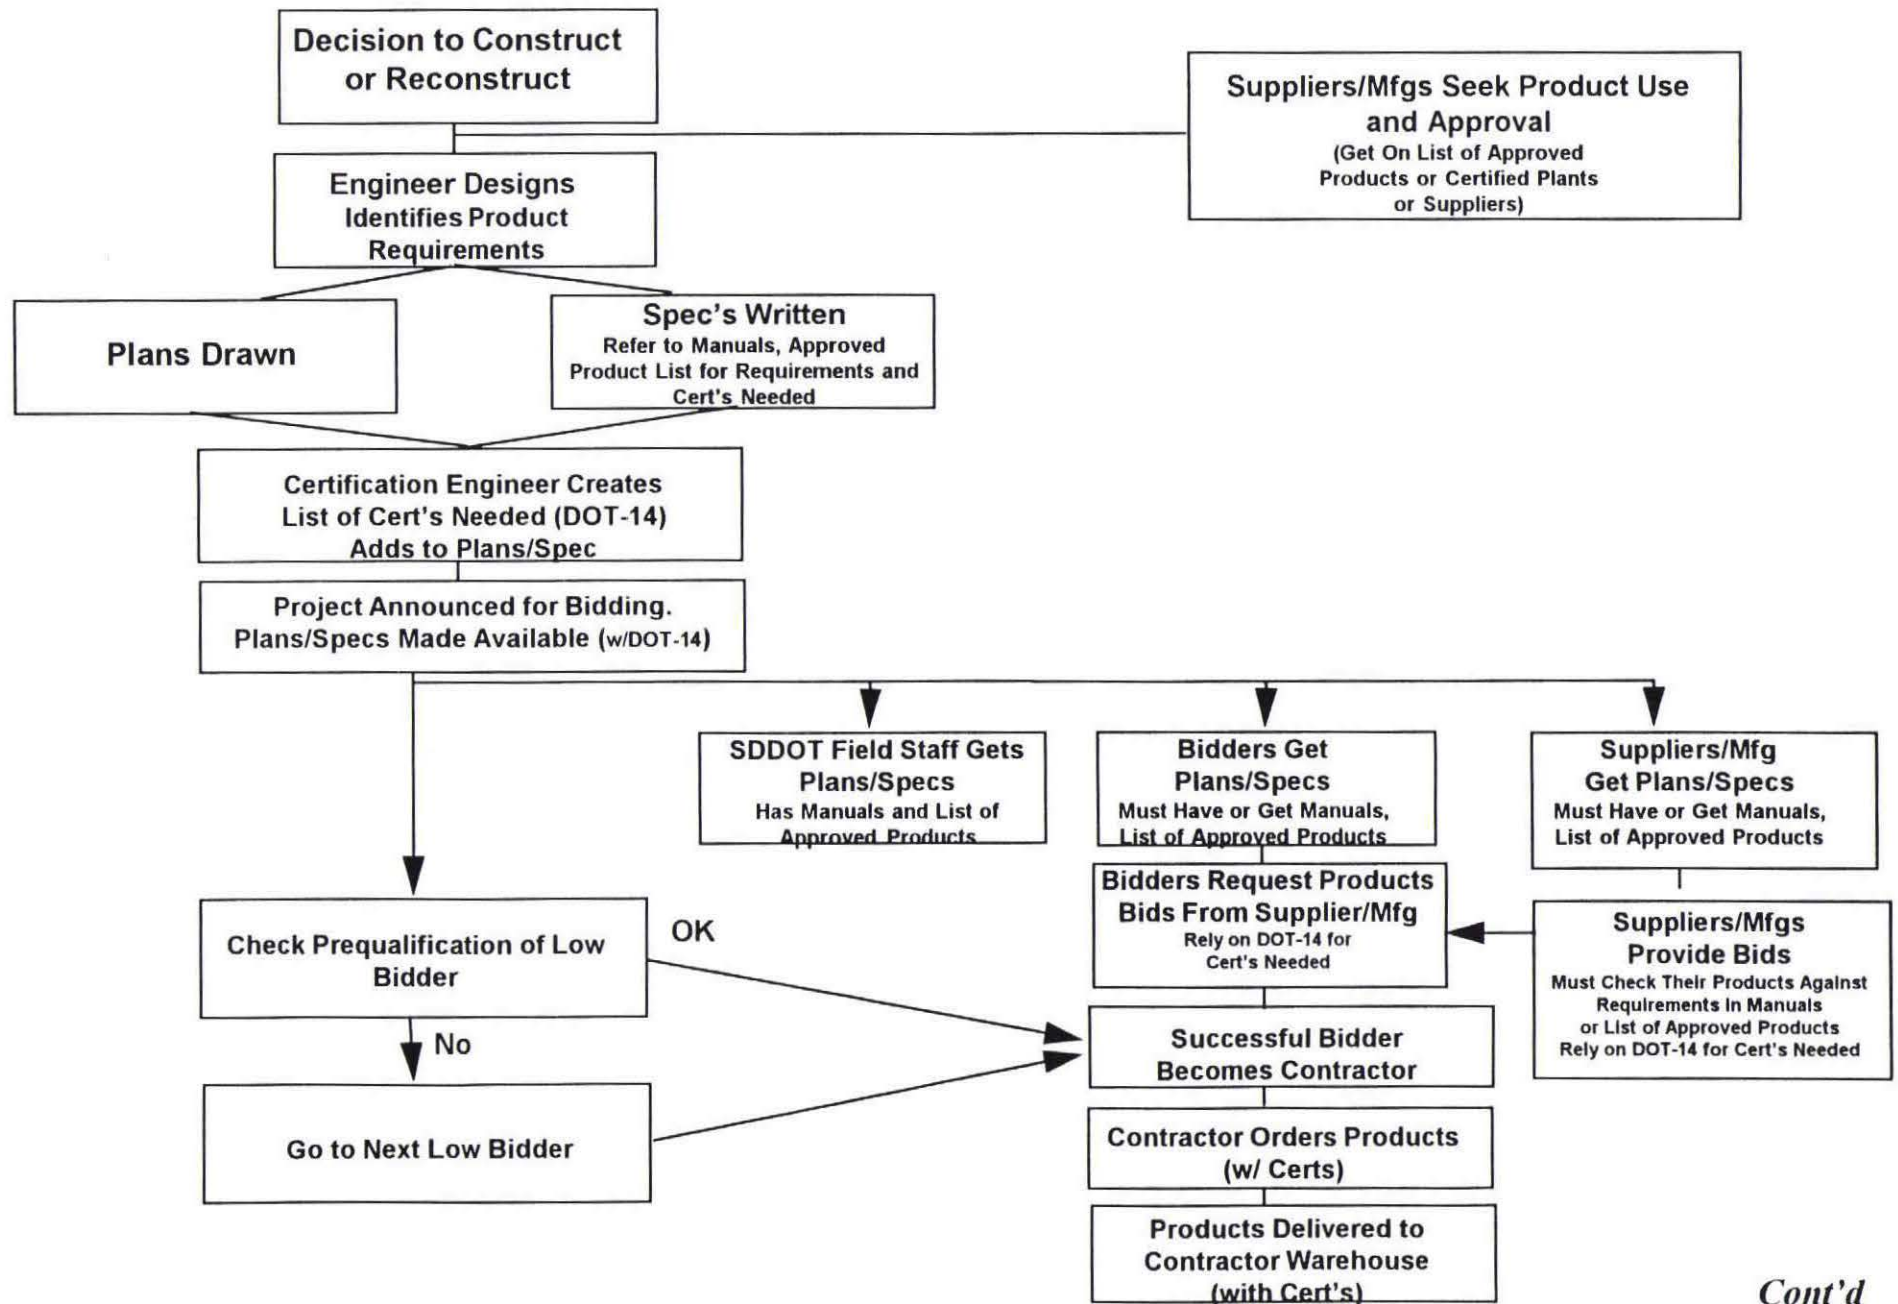 Decision to Construct
or Reconstruct
Suppliers/Mfgs Seek Product Use
and Approval
(Get On List of Approved
Products or Certified Plants
or Suppliers)
Engineer Designs
Identifies Product
Requirements
Plans Drawn
Spec's Written
Refer to Manuals, Approved
Product List for Requirements and
Cert's Needed
Certification Engineer Creates
List of Cert's Needed (DOT-14)
Adds to Plans/Spec
Project Announced for Bidding.
Plans/Specs Made Available (w/DOT-14)
SDDOT Field Staff Gets
Plans/Specs
Has Manuals and List of
Approved Products
Bidders Get
Plans/Specs
Must Have or Get Manuals,
List of Approved Products
Suppliers/Mfg
Get Plans/Specs
Must Have or Get Manuals,
List of Approved Products
Bidders Request Products
Bids From Supplier/Mfg
Rely on DOT-14 for
Cert's Needed
Suppliers/Mfgs
Provide Bids
Must Check Their Products Against
Requirements in Manuals
or List of Approved Products
Rely on DOT-14 for Cert's Needed
Check Prequalification of Low
Bidder
OK
No
Go to Next Low Bidder
Successful Bidder
Becomes Contractor
Contractor Orders Products
(w/ Certs)
Products Delivered to
Contractor Warehouse
(with Cert's)
Cont'd